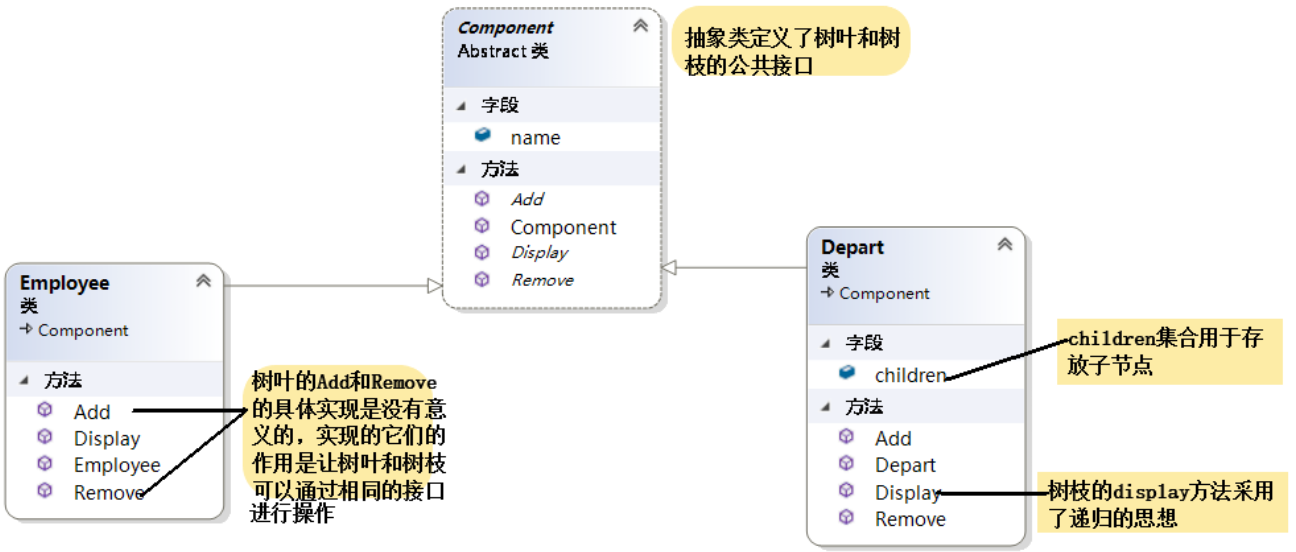 Component
Abstract 类
字段
name
方法
Add
Component
Display
Remove
抽象类定义了树叶和树
枝的公共接口
Employee
类
Component
方法
Add
Display
Employee
Remove
树叶的Add和Remove
的具体实现是没有意
义的，实现的它们的
作用是让树叶和树枝
可以通过相同的接口
进行操作
Depart
类
Component
字段
children
方法
Add
Depart
Display
Remove
children集合用于存
放子节点
树枝的display方法采用
了递归的思想